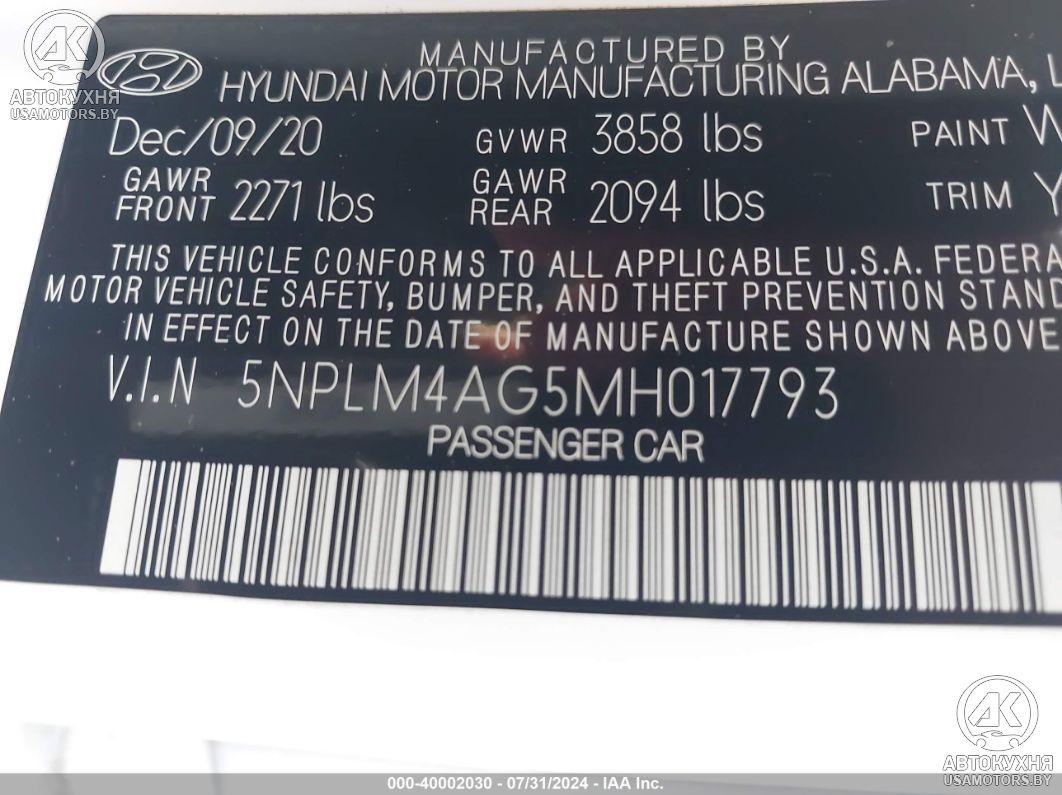 АВТОКУХНЯ
USAMOTORS.BY
MANUFACTURED BY
HYUNDAI MOTOR MANUFACTURING ALABAMA,
Dec/09/20 GVWR 3858 lbs PAINT
GAWR FRONT 2271 lbs GAWR REAR 2094 lbs TRIM
THIS VEHICLE CONFORMS TO ALL APPLICABLE U.S.A. FEDERA
MOTOR VEHICLE SAFETY, BUMPER, AND THEFT PREVENTION STAND
IN EFFECT ON THE DATE OF MANUFACTURE SHOWN ABOVE
V.I.N 5NPLM4AG5MH017793
PASSENGER CAR
АК
АВТОКУХНЯ
USAMOTORS.BY
000-40002030 - 07/31/2024 - IAA Inc.